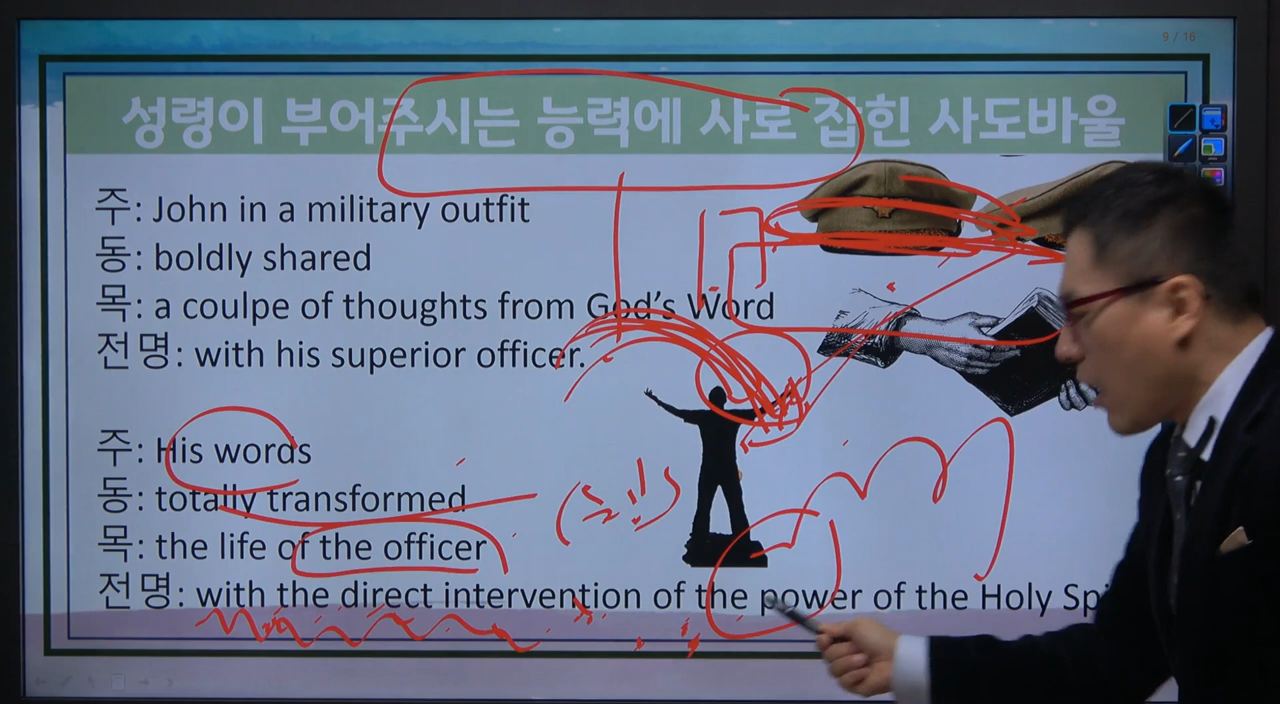 9 / 16
성령이 부어주시는 능력에 사로 잡힌 사도바울
주: John in a military outfit
동: boldly shared
목: a coulpe of thoughts from God's Word
전명: with his superior officer.
주: His words
동: totally transformed
목: the life of the officer
전명: with the direct intervention of the power of the Holy Sp